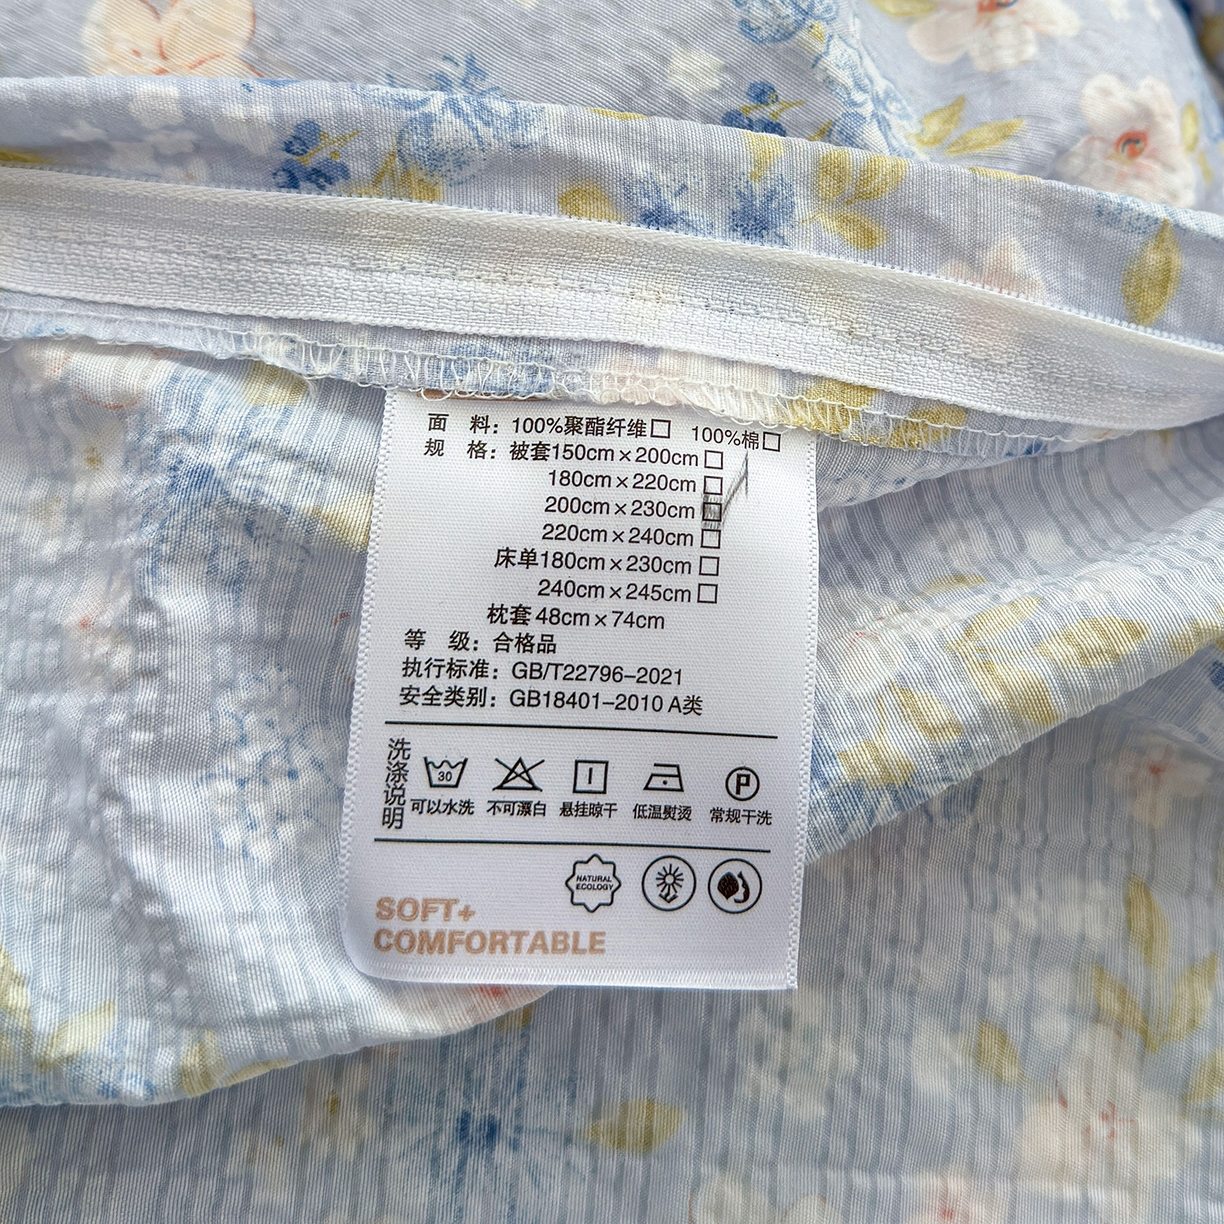 面 料：100%聚酯纤维□ 100%棉□
规 格：被套150cm×200cm□
180cm×220cm□
200cm×230cm□
220cm×240cm□
床单180cm×230cm□
240cm×245cm□
枕套48cm×74cm
等 级：合格品
执行标准：GB/T22796-2021
安全类别：GB18401-2010 A类
洗涤说明
30 P
可以水洗 不可漂白 悬挂晾干 低温熨烫 常规干洗
NATURAL
ECOLOGY
SOFT+
COMFORTABLE